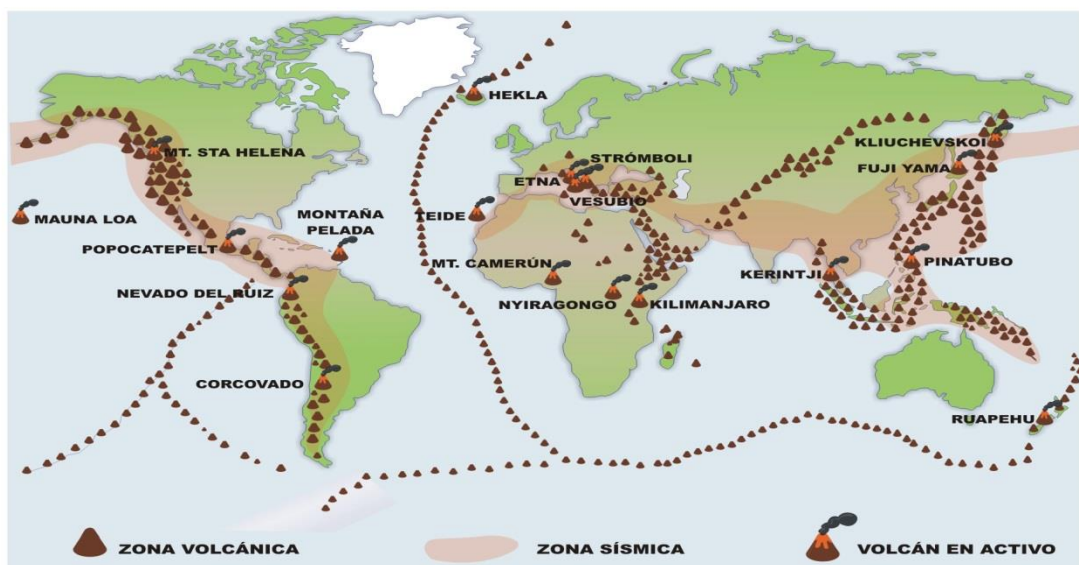 HEKLA
KLIUCHEVSKOI
MT. STA HELENA
STRÓMBOLI
FUJI YAMA
ETNA
VESUBIO
MAUNA LOA
MONTAÑA
PELADA
TEIDE
POPOCATEPELT
MT. CAMERÚN
KERINTJI
PINATUBO
NEVADO DEL RUIZ
NYIRAGONGO
KILIMANJARO
CORCOVADO
RUAPEHU
ZONA VOLCÁNICA
ZONA SÍSMICA
VOLCÁN EN ACTIVO